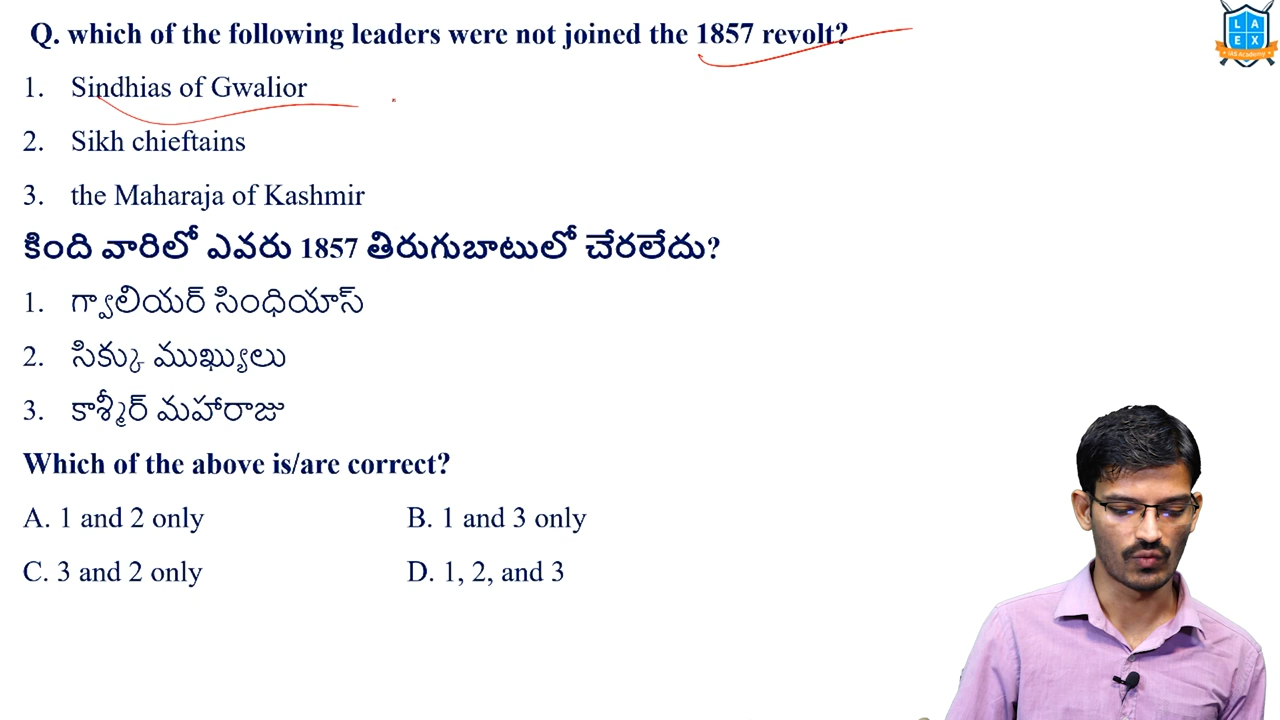 Q. which of the following leaders were not joined the 1857 revolt?
1. Sindhias of Gwalior
2. Sikh chieftains
3. the Maharaja of Kashmir
కింది వారిలో ఎవరు 1857 తిరుగుబాటులో చేరలేదు?
1. గ్వాలియర్ సింధియాస్
2. సిక్కు ముఖ్యులు
3. కాశ్మీర్ మహారాజు
Which of the above is/are correct?
A. 1 and 2 only B. 1 and 3 only
C. 3 and 2 only D. 1, 2, and 3
L A
E X
IAS Academy